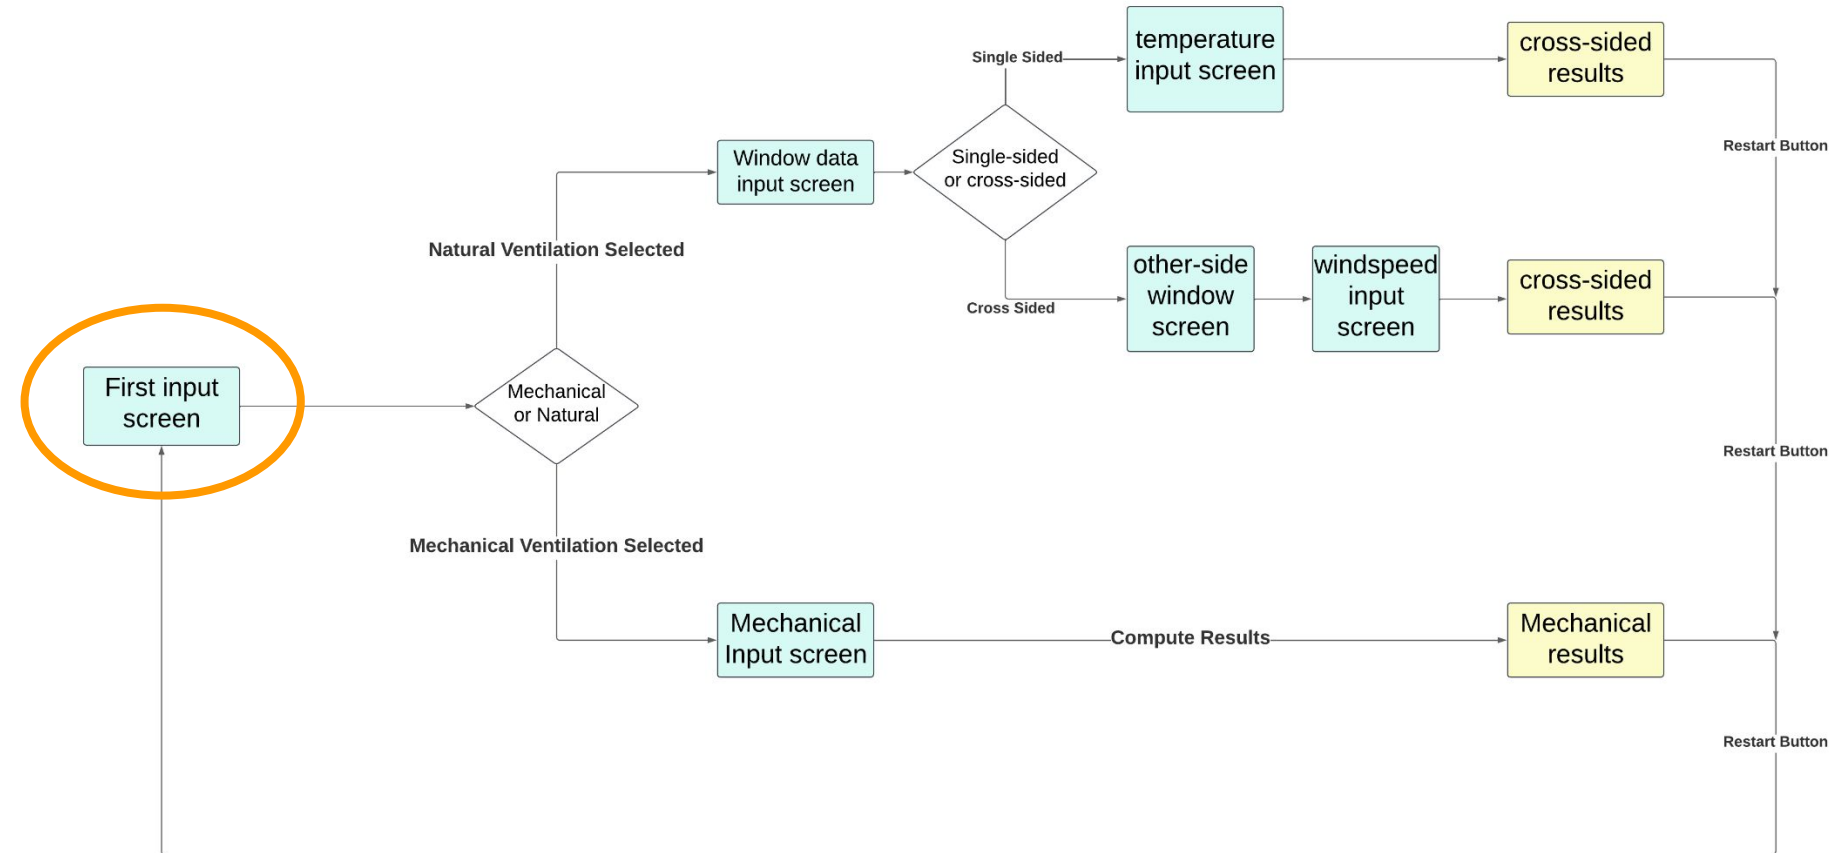 temperature
input screen
cross-sided
results
Single Sided
Restart Button
Window data
input screen
Single-sided
or cross-sided
Natural Ventilation Selected
other-side
window
screen
windspeed
input
screen
cross-sided
results
Cross Sided
First input
screen
Mechanical
or Natural
Restart Button
Mechanical Ventilation Selected
Mechanical
Input screen
Compute Results
Mechanical
results
Restart Button